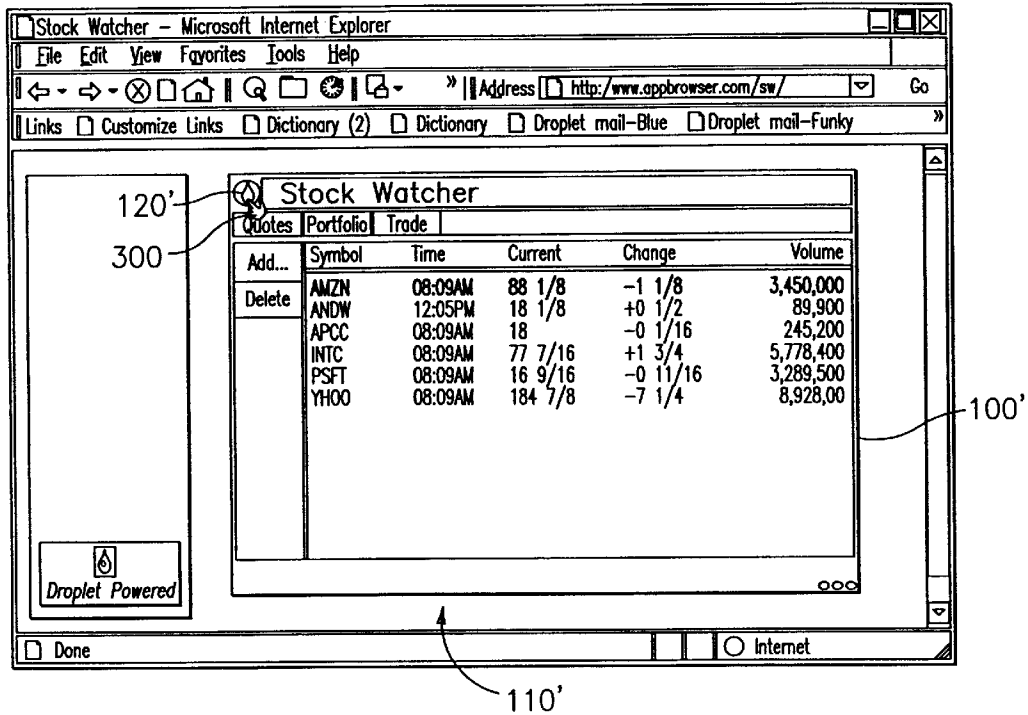 Stock Watcher – Microsoft Internet Explorer
File Edit View Favorites Tools Help
» Address http:/www.appbrowser.com/sw/ Go
Links Customize Links Dictionary (2) Dictionary Droplet mail–Blue Droplet mail–Funky »
120' Stock Watcher
300 Quotes Portfolio Trade
Add... Symbol Time Current Change Volume
Delete AMZN 08:09AM 88 1/8 –1 1/8 3,450,000
ANDW 12:05PM 18 1/8 +0 1/2 89,900
APCC 08:09AM 18 –0 1/16 245,200
INTC 08:09AM 77 7/16 +1 3/4 5,778,400
PSFT 08:09AM 16 9/16 –0 11/16 3,289,500
YHOO 08:09AM 184 7/8 –7 1/4 8,928,00
100'
Droplet Powered
Done Internet
110'